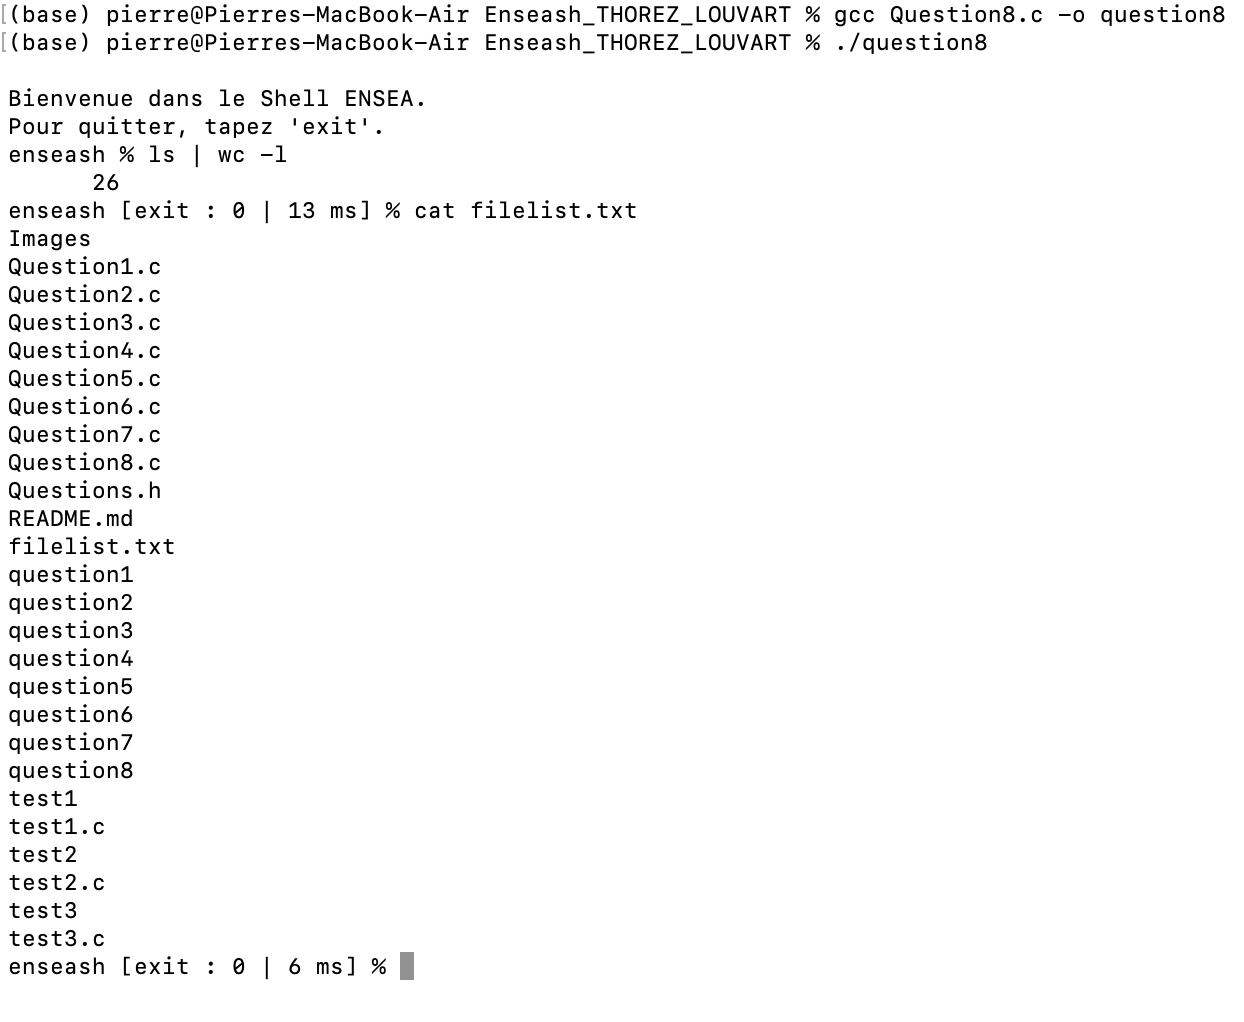 [(base) pierre@Pierres-MacBook-Air Enseash_THOREZ_LOUVART % gcc Question8.c -o question8
[(base) pierre@Pierres-MacBook-Air Enseash_THOREZ_LOUVART % ./question8
Bienvenue dans le Shell ENSEA.
Pour quitter, tapez 'exit'.
enseash % ls | wc -l
26
enseash [exit : 0 | 13 ms] % cat filelist.txt
Images
Question1.c
Question2.c
Question3.c
Question4.c
Question5.c
Question6.c
Question7.c
Question8.c
Questions.h
README.md
filelist.txt
question1
question2
question3
question4
question5
question6
question7
question8
test1
test1.c
test2
test2.c
test3
test3.c
enseash [exit : 0 | 6 ms] %